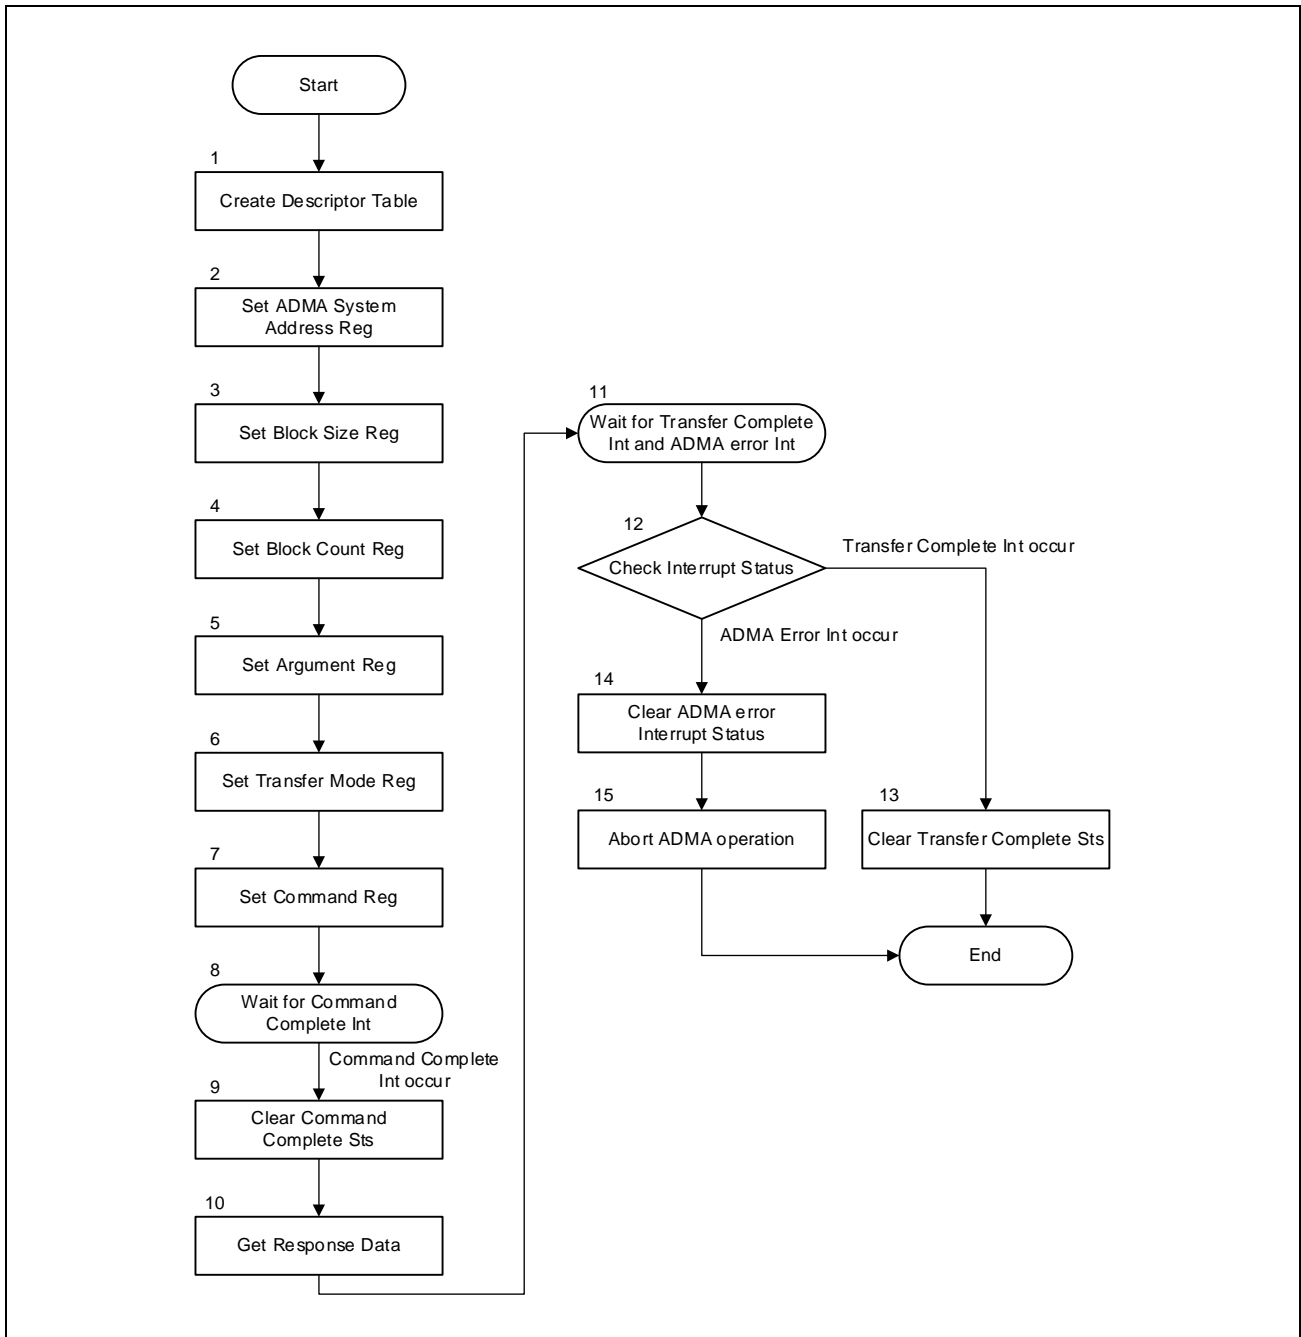 Start
1
Create Descriptor Table
2
Set ADMA System
Address Reg
3
Set Block Size Reg
4
Set Block Count Reg
5
Set Argument Reg
6
Set Transfer Mode Reg
7
Set Command Reg
8
Wait for Command
Complete Int
Command Complete
Int occur
9
Clear Command
Complete Sts
10
Get Response Data
11
Wait for Transfer Complete
Int and ADMA error Int
12
Check Interrupt Status
Transfer Complete Int occur
ADMA Error Int occur
14
Clear ADMA error
Interrupt Status
15
Abort ADMA operation
13
Clear Transfer Complete Sts
End